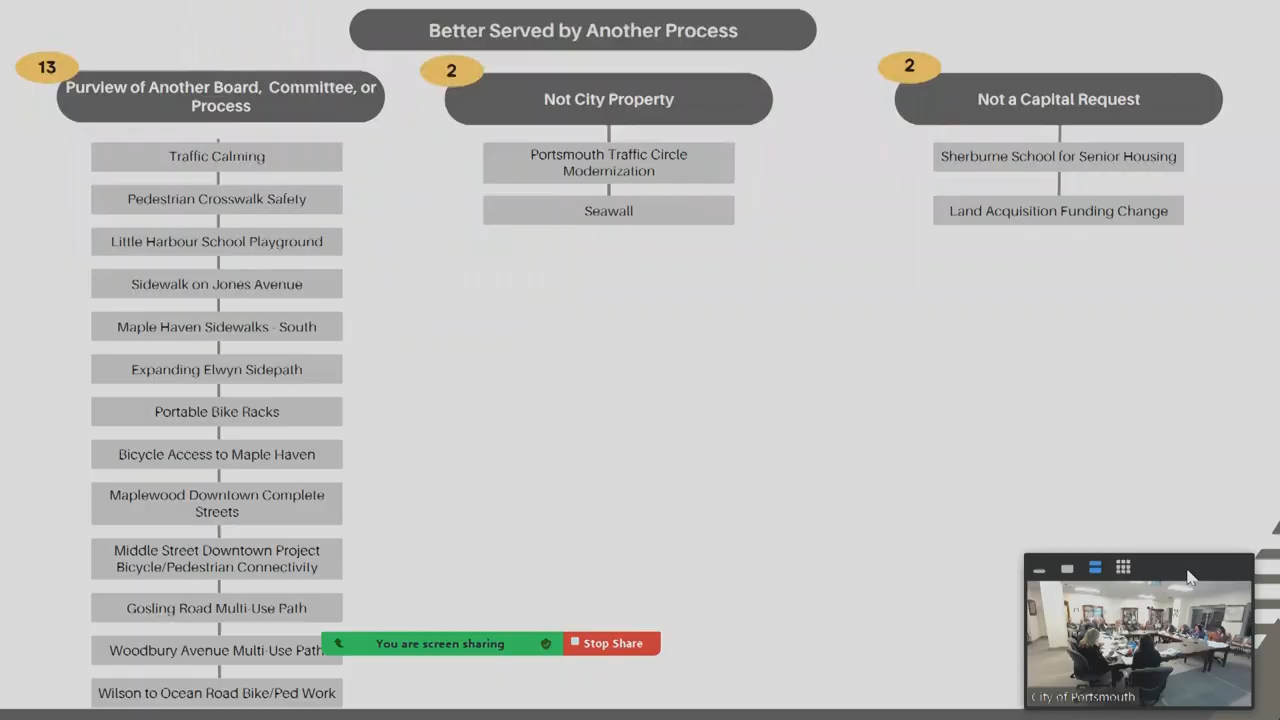 Better Served by Another Process
13
Purview of Another Board, Committee, or
Process
Traffic Calming
Pedestrian Crosswalk Safety
Little Harbour School Playground
Sidewalk on Jones Avenue
Maple Haven Sidewalks - South
Expanding Elwyn Sidepath
Portable Bike Racks
Bicycle Access to Maple Haven
Maplewood Downtown Complete
Streets
Middle Street Downtown Project
Bicycle/Pedestrian Connectivity
Gosling Road Multi-Use Path
Woodbury Avenue Multi-Use Path
Wilson to Ocean Road Bike/Ped Work
2
Not City Property
Portsmouth Traffic Circle
Modernization
Seawall
2
Not a Capital Request
Sherburne School for Senior Housing
Land Acquisition Funding Change
You are screen sharing
Stop Share
City of Portsmouth